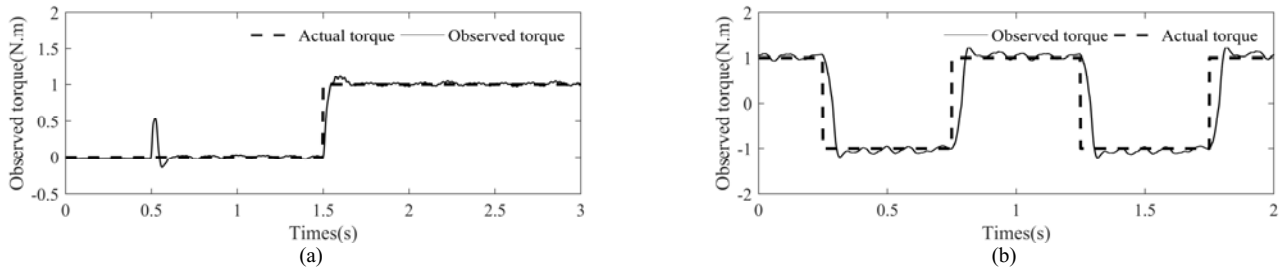 2
Actual torque Observed torque
1.5
1
0.5
0
-0.5
Observed torque(N.m)
0 0.5 1 1.5 2 2.5 3
Times(s)
(a)
2
Observed torque Actual torque
1
0
-1
-2
Observed torque(N.m)
0 0.5 1 1.5 2
Times(s)
(b)